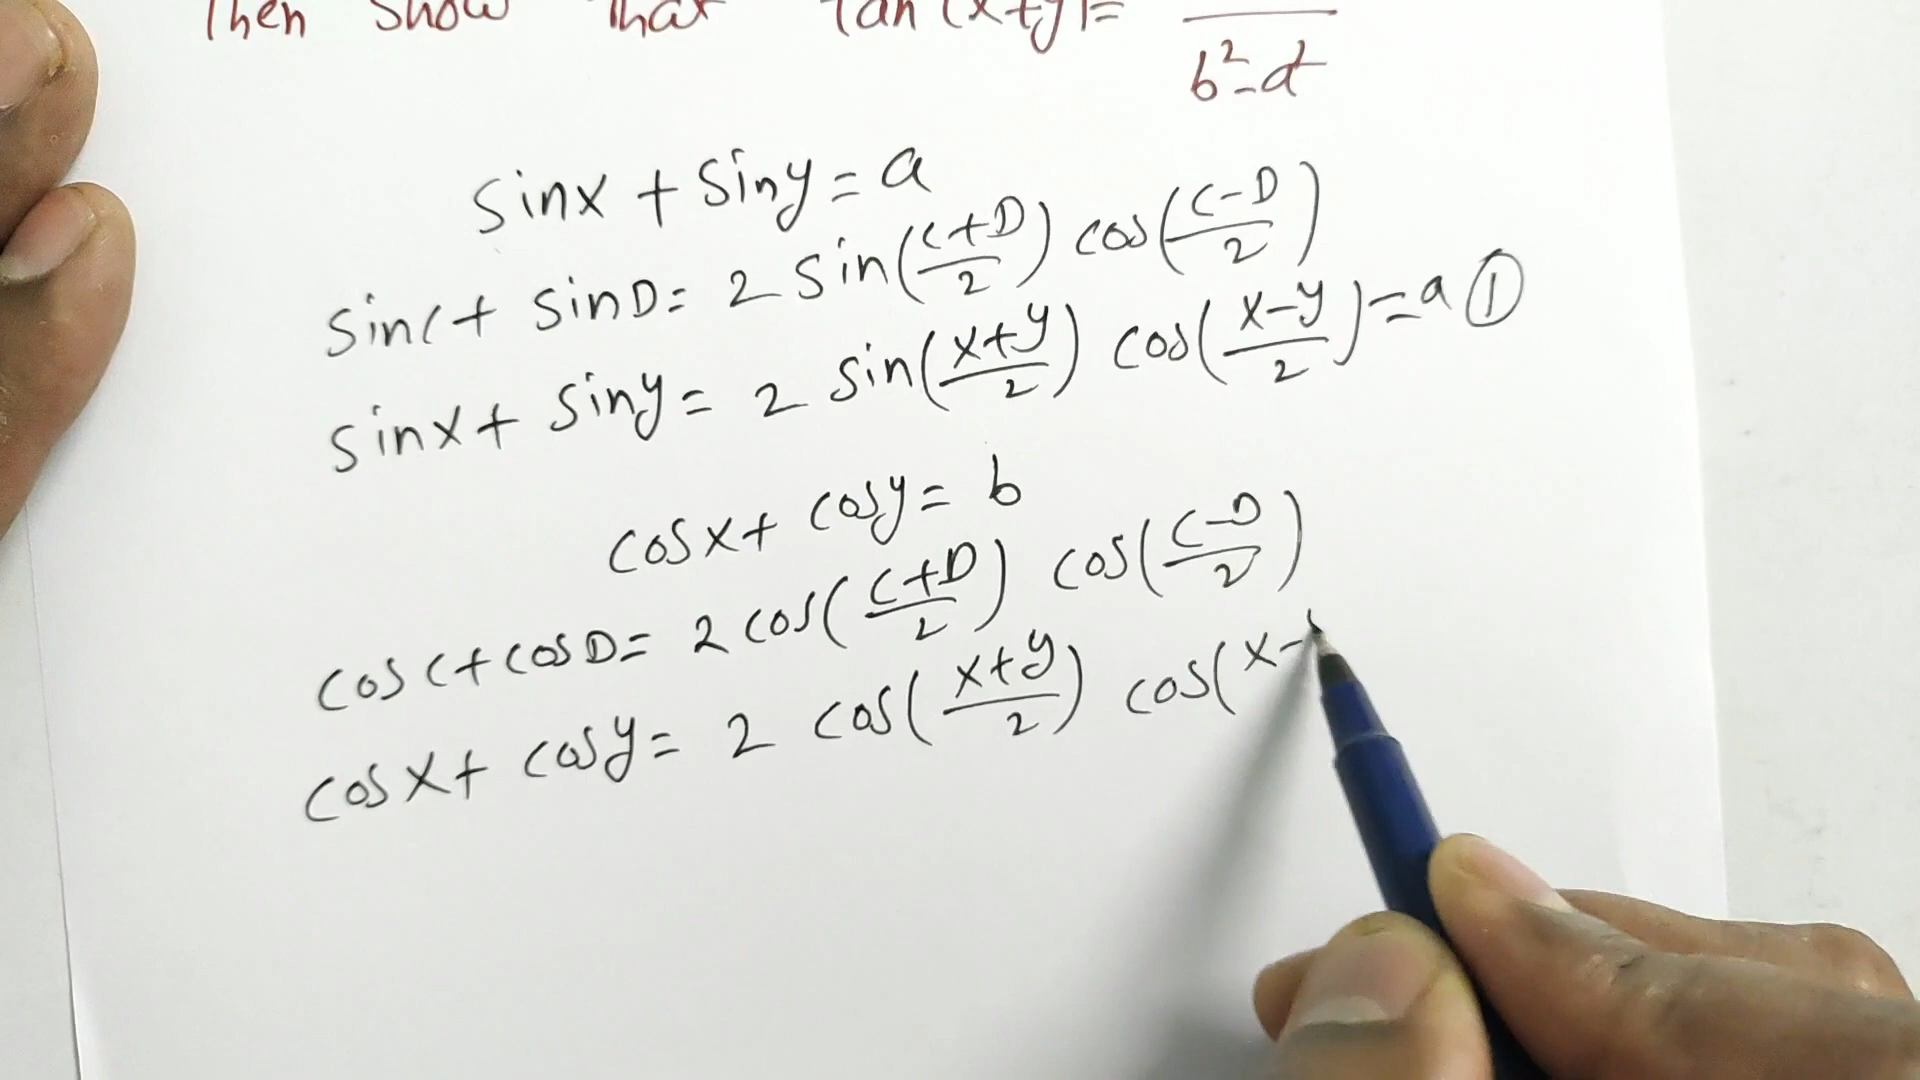 Then show that tan(x+y)=
b²-a²
sinx + siny = a
sinC + sinD = 2 sin(C+D/2) cos(C-D/2)
sinx + siny = 2 sin(x+y/2) cos(x-y/2) = a ①
cosx + cosy = b
cosC + cosD = 2 cos(C+D/2) cos(C-D/2)
cosx + cosy = 2 cos(x+y/2) cos(x-